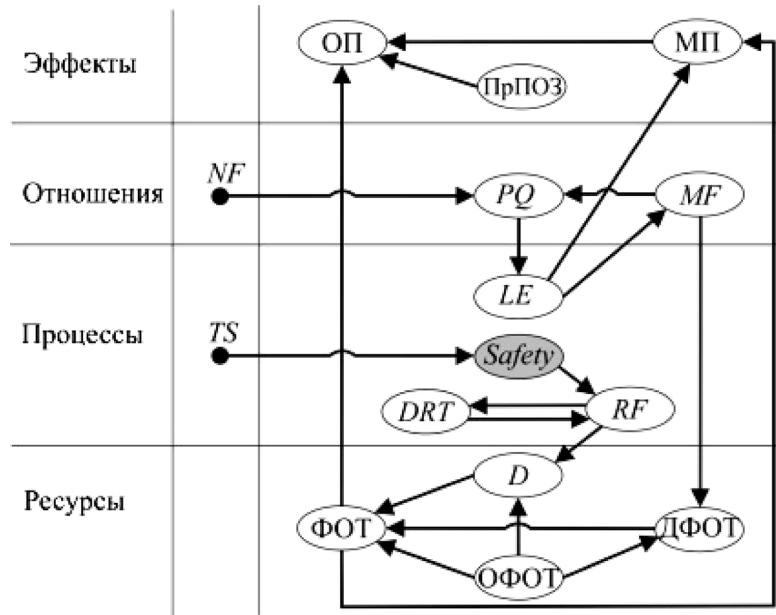 Эффекты
ОП
МП
ПрПОЗ
Отношения
NF
PQ
MF
LE
Процессы
TS
Safety
DRT
RF
Ресурсы
D
ФОТ
ДФОТ
ОФОТ